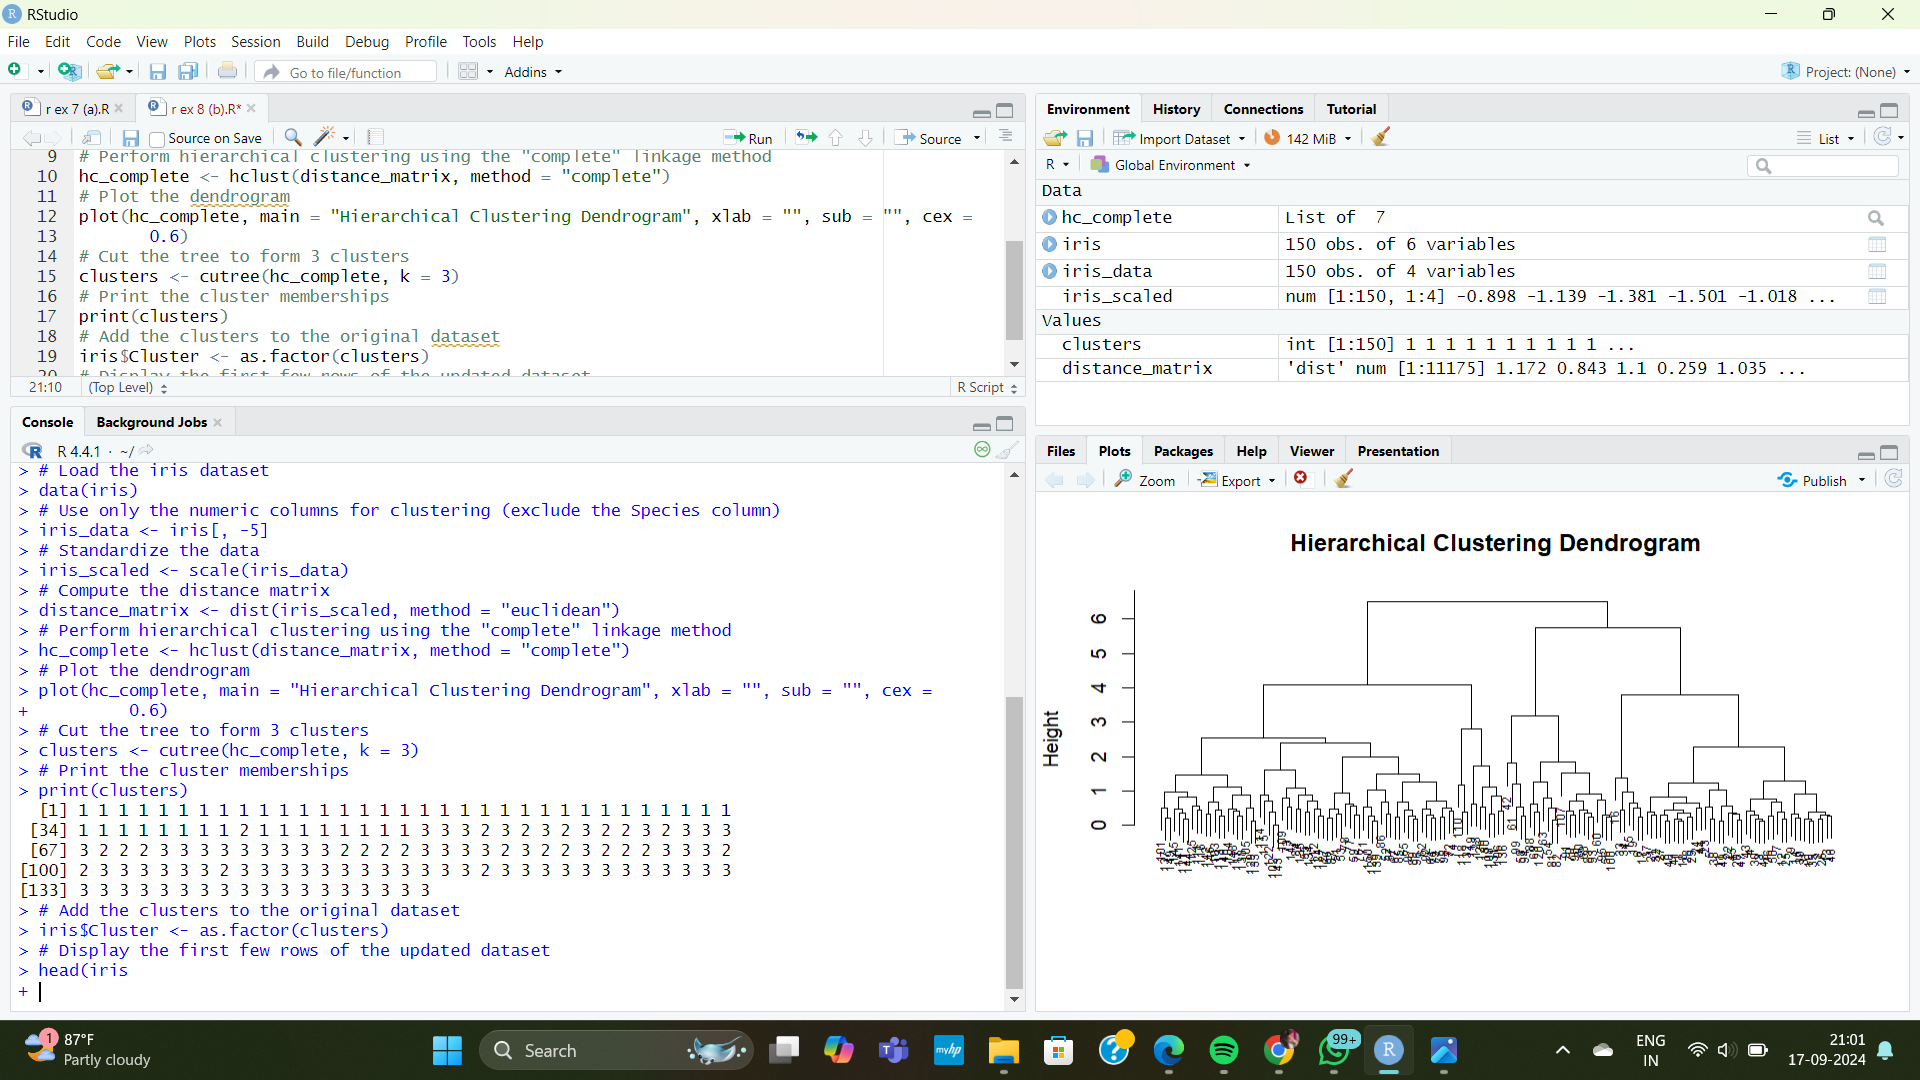 RStudio
File Edit Code View Plots Session Build Debug Profile Tools Help
Go to file/function Addins Project: (None)
r ex 7 (a).R r ex 8 (b).R*
Source on Save Run Source
9 # Perform hierarchical clustering using the "complete" linkage method
10 hc_complete <- hclust(distance_matrix, method = "complete")
11 # Plot the dendrogram
12 plot(hc_complete, main = "Hierarchical Clustering Dendrogram", xlab = "", sub = "", cex =
13 0.6)
14 # Cut the tree to form 3 clusters
15 clusters <- cutree(hc_complete, k = 3)
16 # Print the cluster memberships
17 print(clusters)
18 # Add the clusters to the original dataset
19 iris$Cluster <- as.factor(clusters)
20 # Display the first few rows of the updated dataset
21:10 (Top Level) R Script
Console Background Jobs
R 4.4.1 · ~/
> # Load the iris dataset
> data(iris)
> # Use only the numeric columns for clustering (exclude the Species column)
> iris_data <- iris[, -5]
> # Standardize the data
> iris_scaled <- scale(iris_data)
> # Compute the distance matrix
> distance_matrix <- dist(iris_scaled, method = "euclidean")
> # Perform hierarchical clustering using the "complete" linkage method
> hc_complete <- hclust(distance_matrix, method = "complete")
> # Plot the dendrogram
> plot(hc_complete, main = "Hierarchical Clustering Dendrogram", xlab = "", sub = "", cex =
+ 0.6)
> # Cut the tree to form 3 clusters
> clusters <- cutree(hc_complete, k = 3)
> # Print the cluster memberships
> print(clusters)
[1] 1 1 1 1 1 1 1 1 1 1 1 1 1 1 1 1 1 1 1 1 1 1 1 1 1 1 1 1 1 1 1 1 1
[34] 1 1 1 1 1 1 1 1 2 1 1 1 1 1 1 1 1 3 3 3 2 3 2 3 2 3 2 2 3 2 3 3 3
[67] 3 2 2 2 3 3 3 3 3 3 3 3 3 2 2 2 2 3 3 3 3 2 3 2 2 3 2 2 2 3 3 3 2
[100] 2 3 3 3 3 3 3 3 3 3 3 3 3 3 3 3 3 3 3 3 2 3 3 3 3 3 3 3 3 3 3 3 3
[133] 3 3 3 3 3 3 3 3 3 3 3 3 3 3 3 3 3 3
> # Add the clusters to the original dataset
> iris$Cluster <- as.factor(clusters)
> # Display the first few rows of the updated dataset
> head(iris
+
Environment History Connections Tutorial
Import Dataset 142 MiB List
R Global Environment
Data
hc_complete List of 7
iris 150 obs. of 6 variables
iris_data 150 obs. of 4 variables
iris_scaled num [1:150, 1:4] -0.898 -1.139 -1.381 -1.501 -1.018 ...
Values
clusters int [1:150] 1 1 1 1 1 1 1 1 1 1 ...
distance_matrix 'dist' num [1:11175] 1.172 0.843 1.1 0.259 1.035 ...
Files Plots Packages Help Viewer Presentation
Zoom Export Publish
Hierarchical Clustering Dendrogram
Height
6
5
4
3
2
1
0
42
1
87°F
Partly cloudy
Search
myhp
99+
ENG
IN
21:01
17-09-2024